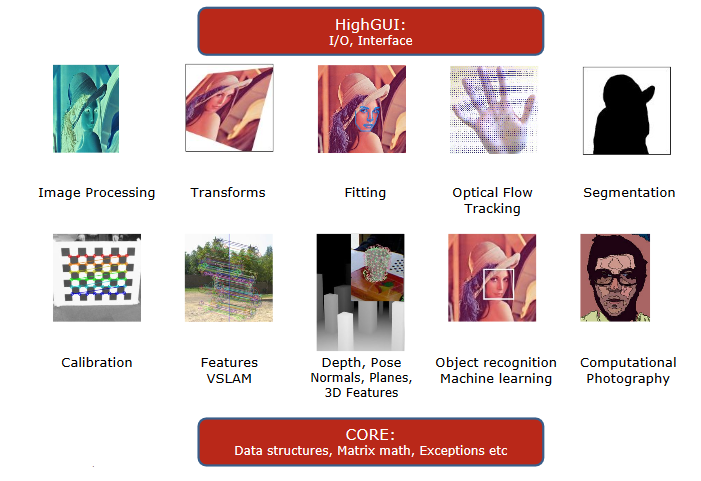 HighGUI:
I/O, Interface
Image Processing
Transforms
Fitting
Optical Flow
Tracking
Segmentation
Calibration
Features
VSLAM
Depth, Pose
Normals, Planes,
3D Features
Object recognition
Machine learning
Computational
Photography
CORE:
Data structures, Matrix math, Exceptions etc